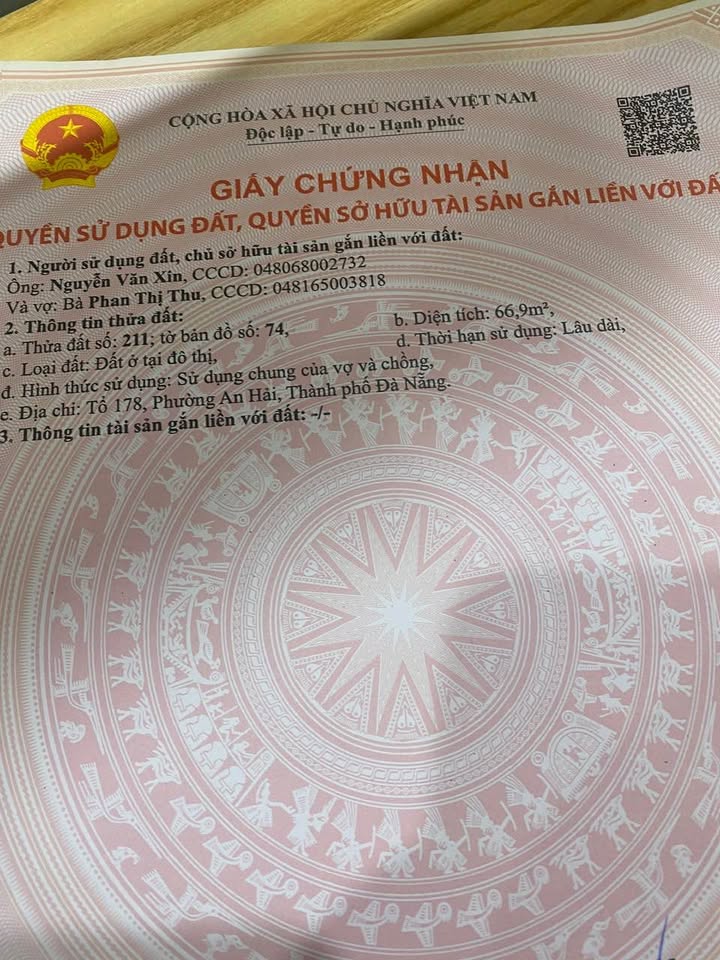 CỘNG HÒA XÃ HỘI CHỦ NGHĨA VIỆT NAM
Độc lập - Tự do - Hạnh phúc
GIẤY CHỨNG NHẬN
QUYỀN SỬ DỤNG ĐẤT, QUYỀN SỞ HỮU TÀI SẢN GẮN LIỀN VỚI ĐẤ
1. Người sử dụng đất, chủ sở hữu tài sản gắn liền với đất:
Ông: Nguyễn Văn Xin, CCCD: 048068002732
Và vợ: Bà Phan Thị Thu, CCCD: 048165003818
2. Thông tin thửa đất:
a. Thửa đất số: 211; tờ bản đồ số: 74, b. Diện tích: 66,9m²,
c. Loại đất: Đất ở tại đô thị, d. Thời hạn sử dụng: Lâu dài,
đ. Hình thức sử dụng: Sử dụng chung của vợ và chồng,
e. Địa chỉ: Tổ 178, Phường An Hải, Thành phố Đà Nẵng.
3. Thông tin tài sản gắn liền với đất: -/-